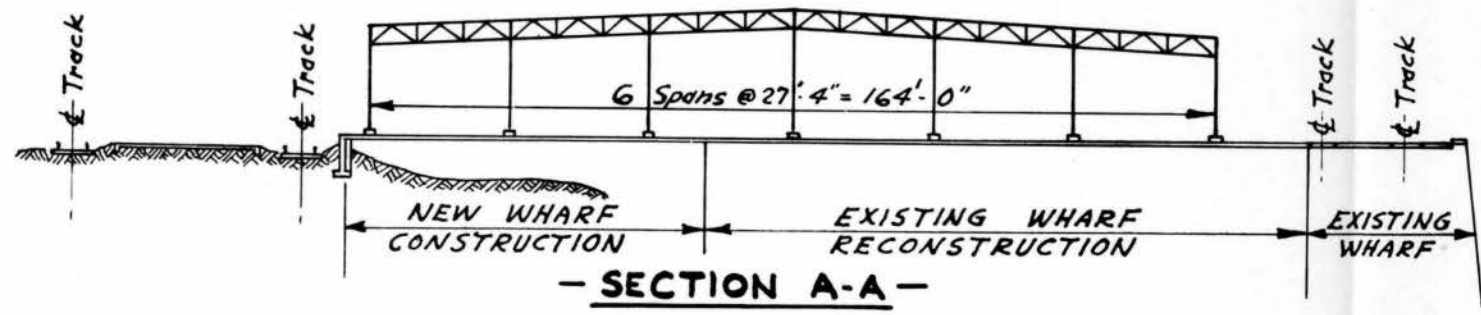 ℄ Track
℄ Track
℄ Track
℄ Track
6 Spans @ 27'-4" = 164'-0"
NEW WHARF
CONSTRUCTION
EXISTING WHARF
RECONSTRUCTION
EXISTING
WHARF
- SECTION A-A -